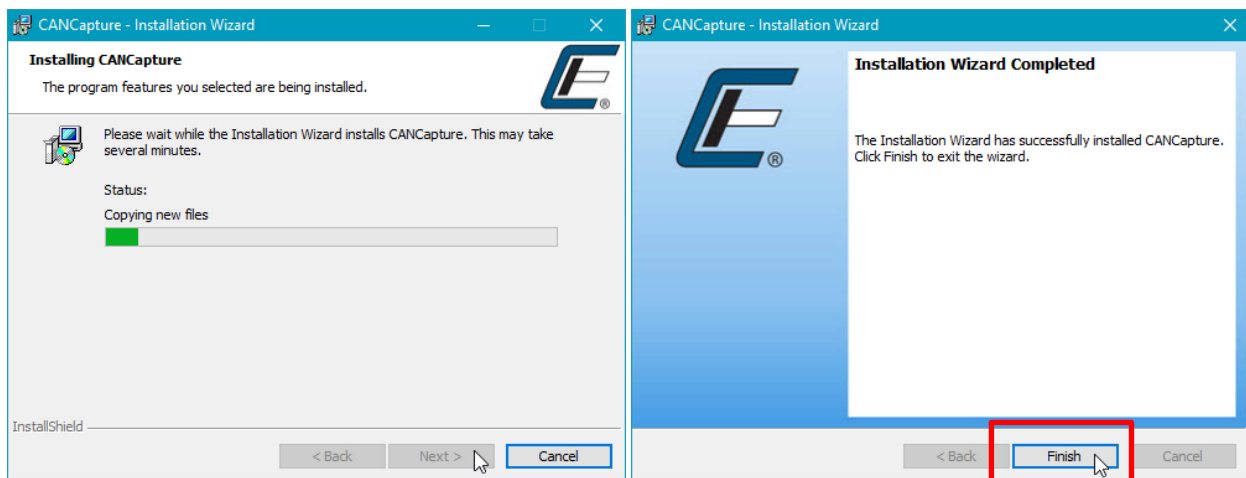 CANCapture - Installation Wizard
Installing CANCapture
The program features you selected are being installed.
®
Please wait while the Installation Wizard installs CANCapture. This may take
several minutes.
Status:
Copying new files
InstallShield
< Back Next > Cancel
CANCapture - Installation Wizard
Installation Wizard Completed
®
The Installation Wizard has successfully installed CANCapture.
Click Finish to exit the wizard.
< Back Finish Cancel